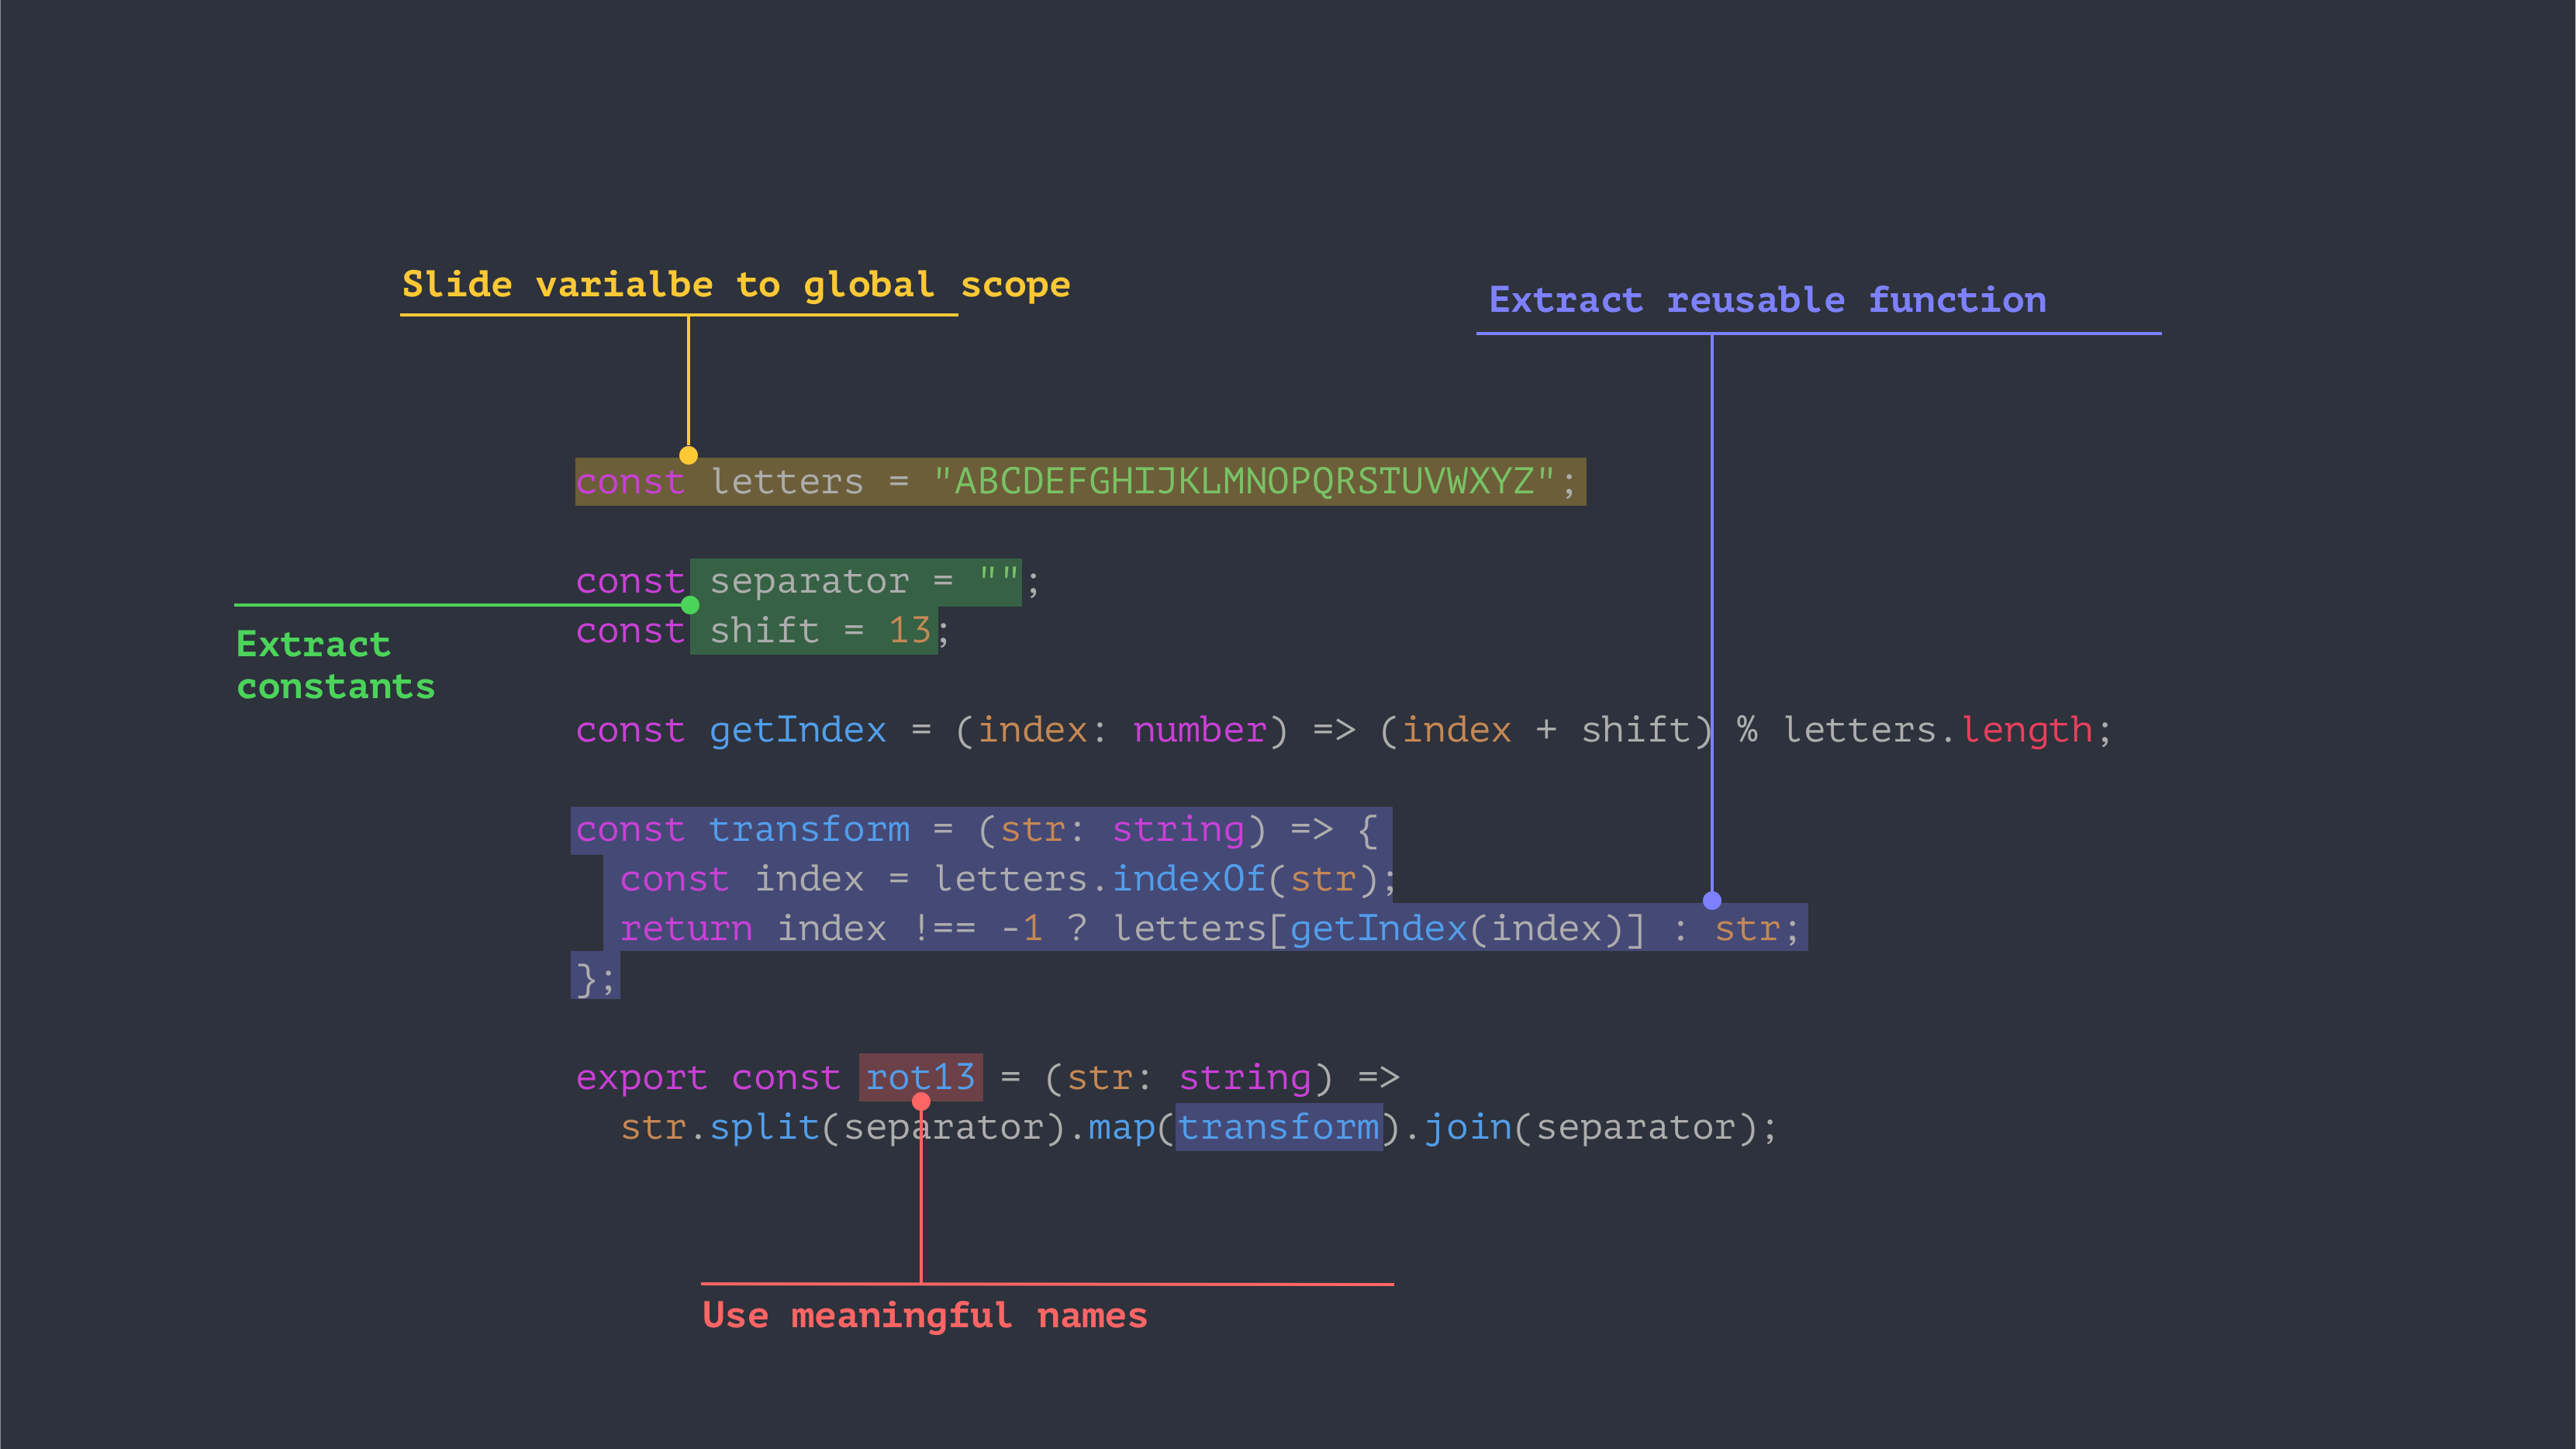 Slide varialbe to global scope
Extract reusable function
const letters = "ABCDEFGHIJKLMNOPQRSTUVWXYZ";
const separator = "";
const shift = 13;
Extract
constants
const getIndex = (index: number) => (index + shift) % letters.length;
const transform = (str: string) => {
  const index = letters.indexOf(str);
  return index !== -1 ? letters[getIndex(index)] : str;
};
export const rot13 = (str: string) =>
  str.split(separator).map(transform).join(separator);
Use meaningful names